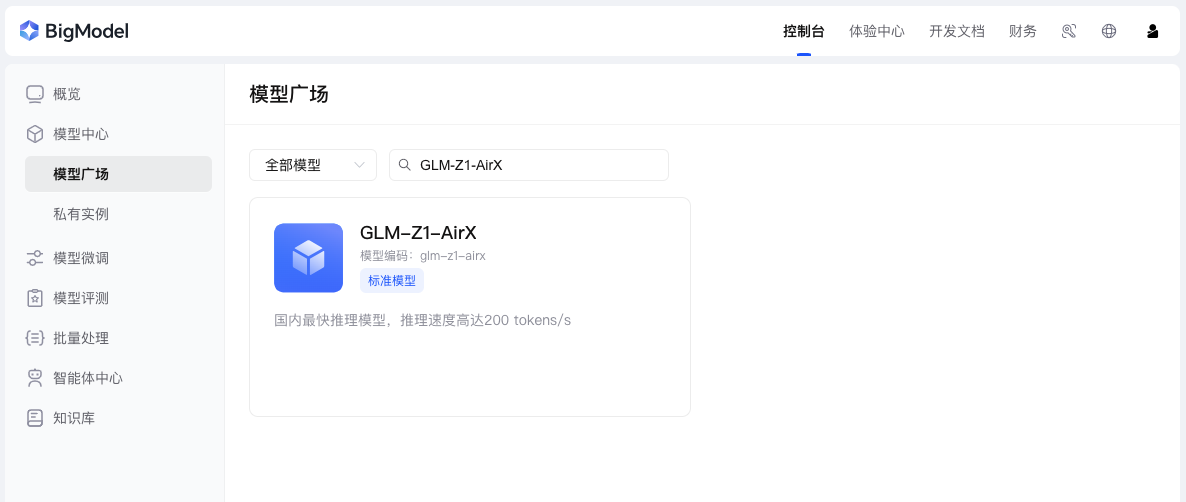 BigModel
控制台 体验中心 开发文档 财务
概览
模型中心
模型广场
私有实例
模型微调
模型评测
批量处理
智能体中心
知识库
模型广场
全部模型 GLM-Z1-AirX
GLM-Z1-AirX
模型编码：glm-z1-airx
标准模型
国内最快推理模型，推理速度高达200 tokens/s